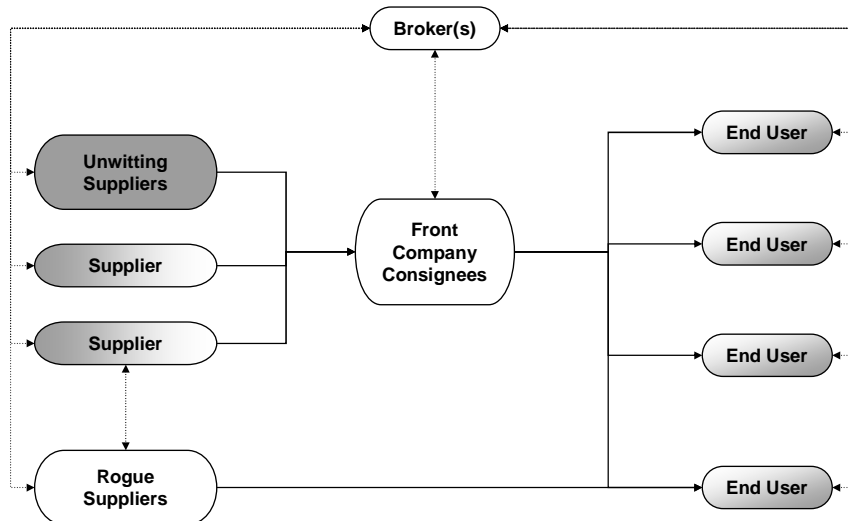 Broker(s)
Unwitting
Suppliers
Supplier
Supplier
Rogue
Suppliers
Front
Company
Consignees
End User
End User
End User
End User